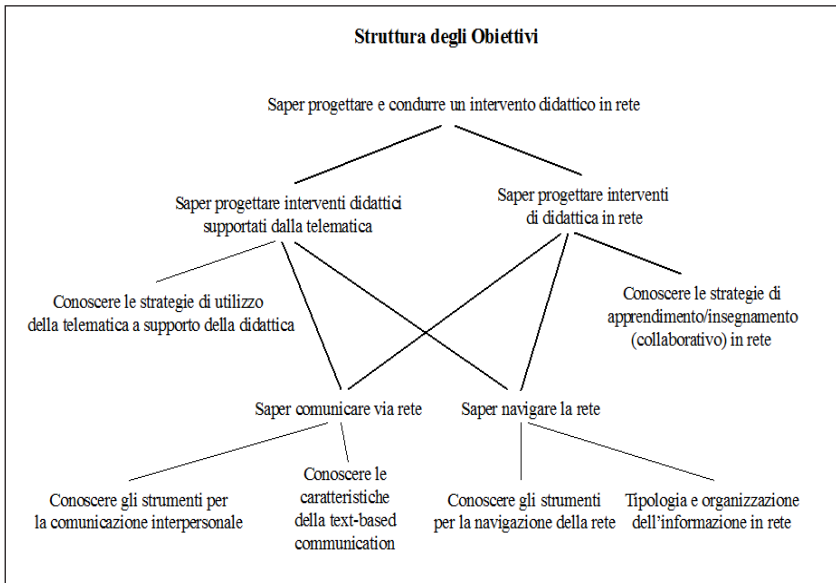 Struttura degli Obiettivi
Saper progettare e condurre un intervento didattico in rete
Saper progettare interventi didattici
supportati dalla telematica
Saper progettare interventi
di didattica in rete
Conoscere le strategie di utilizzo
della telematica a supporto della didattica
Conoscere le strategie di
apprendimento/insegnamento
(collaborativo) in rete
Saper comunicare via rete
Saper navigare la rete
Conoscere gli strumenti per
la comunicazione interpersonale
Conoscere le
caratteristiche
della text-based
communication
Conoscere gli strumenti
per la navigazione della rete
Tipologia e organizzazione
dell'informazione in rete